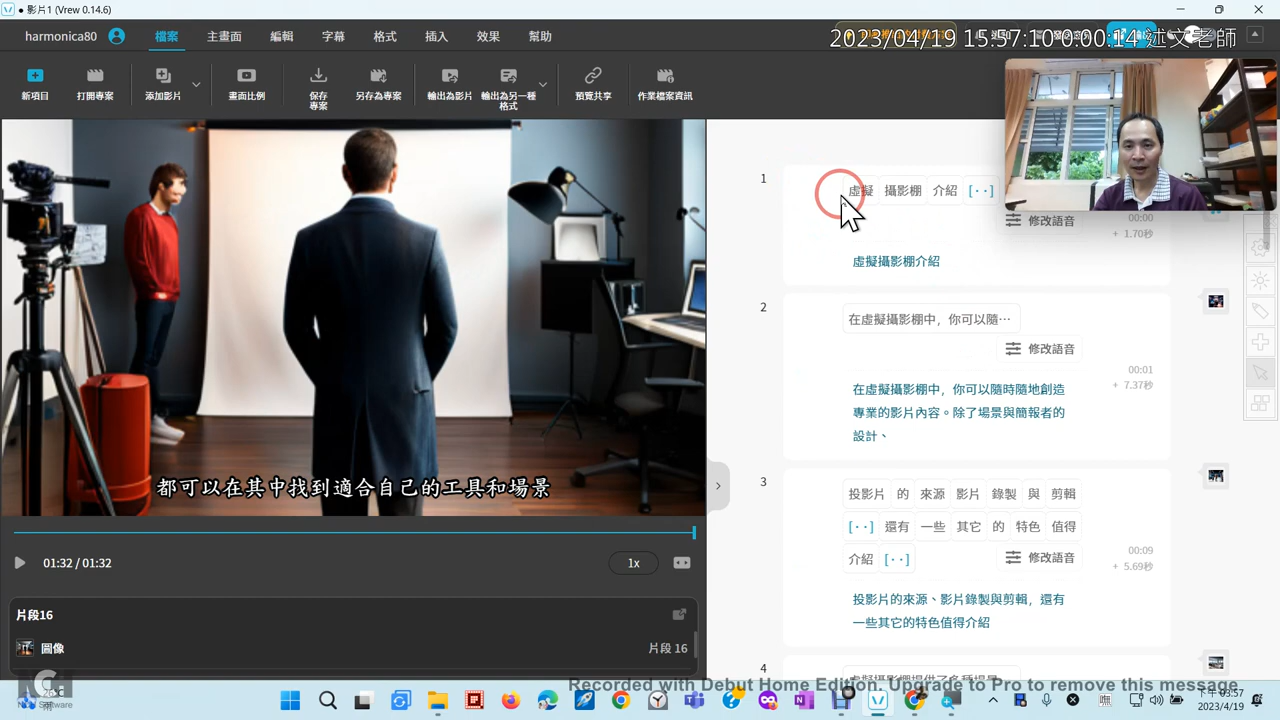 影片1 (Vrew 0.14.6)
harmonica80 檔案 主畫面 編輯 字幕 格式 插入 效果 幫助
2023/04/19 15:57:10 0:00:14 述文老師
新項目 打開專案 添加影片 畫面比例 保存專案 另存為專案 輸出為影片 輸出為另一種格式 預覽共享 作業檔案資訊
1
虛擬 攝影棚 介紹 [··]
修改語音
00:00
+ 1.70秒
虛擬攝影棚介紹
2
在虛擬攝影棚中，你可以隨…
修改語音
00:01
+ 7.37秒
在虛擬攝影棚中，你可以隨時隨地創造
專業的影片內容。除了場景與簡報者的
設計、
3
投影片 的 來源 影片 錄製 與 剪輯
[··] 還有 一些 其它 的 特色 值得
介紹 [··]
修改語音
00:09
+ 5.69秒
投影片的來源、影片錄製與剪輯，還有
一些其它的特色值得介紹
4
都可以在其中找到適合自己的工具和場景
01:32 / 01:32
1x
片段16
圖像
片段 16
Recorded with Debut Home Edition. Upgrade to Pro to remove this message.
NCH Software
下午 03:57
2023/4/19